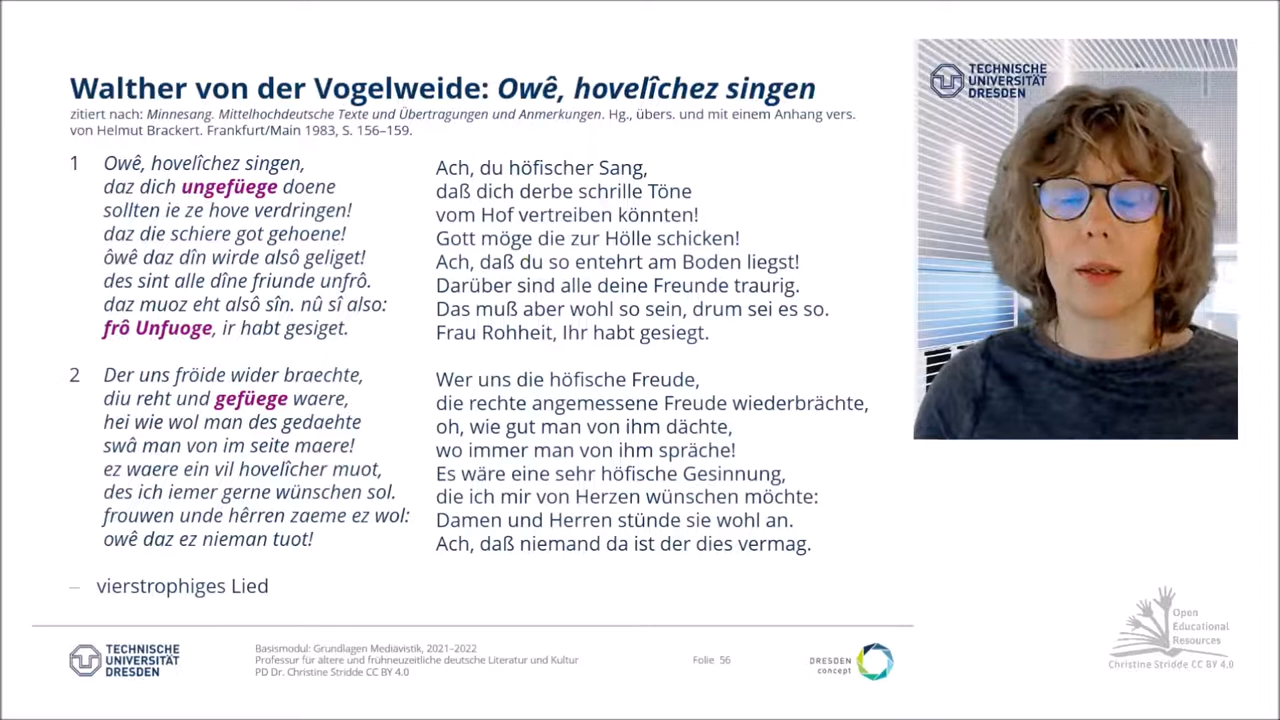 Walther von der Vogelweide: Owê, hovelîchez singen
zitiert nach: Minnesang. Mittelhochdeutsche Texte und Übertragungen und Anmerkungen. Hg., übers. und mit einem Anhang vers.
von Helmut Brackert. Frankfurt/Main 1983, S. 156–159.
1 Owê, hovelîchez singen,
daz dich ungefüege doene
sollten ie ze hove verdringen!
daz die schiere got gehoene!
ôwê daz dîn wirde alsô geliget!
des sint alle dîne friunde unfrô.
daz muoz eht alsô sîn. nû sî also:
frô Unfuoge, ir habt gesiget.
Ach, du höfischer Sang,
daß dich derbe schrille Töne
vom Hof vertreiben könnten!
Gott möge die zur Hölle schicken!
Ach, daß du so entehrt am Boden liegst!
Darüber sind alle deine Freunde traurig.
Das muß aber wohl so sein, drum sei es so.
Frau Rohheit, Ihr habt gesiegt.
2 Der uns fröide wider braechte,
diu reht und gefüege waere,
hei wie wol man des gedaehte
swâ man von im seite maere!
ez waere ein vil hovelîcher muot,
des ich iemer gerne wünschen sol.
frouwen unde hêrren zaeme ez wol:
owê daz ez nieman tuot!
Wer uns die höfische Freude,
die rechte angemessene Freude wiederbrächte,
oh, wie gut man von ihm dächte,
wo immer man von ihm spräche!
Es wäre eine sehr höfische Gesinnung,
die ich mir von Herzen wünschen möchte:
Damen und Herren stünde sie wohl an.
Ach, daß niemand da ist der dies vermag.
– vierstrophiges Lied
TECHNISCHE
UNIVERSITÄT
DRESDEN
Basismodul: Grundlagen Mediävistik, 2021–2022
Professur für ältere und frühneuzeitliche deutsche Literatur und Kultur
PD Dr. Christine Stridde CC BY 4.0
Folie 56
DRESDEN
concept
TECHNISCHE
UNIVERSITÄT
DRESDEN
Open
Educational
Resources
Christine Stridde CC BY 4.0